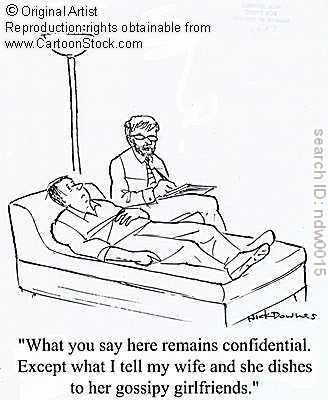 © Original Artist
Reproduction rights obtainable from
www.CartoonStock.com
search ID: ndw0015
Nick Downes
"What you say here remains confidential.
Except what I tell my wife and she dishes
to her gossipy girlfriends."